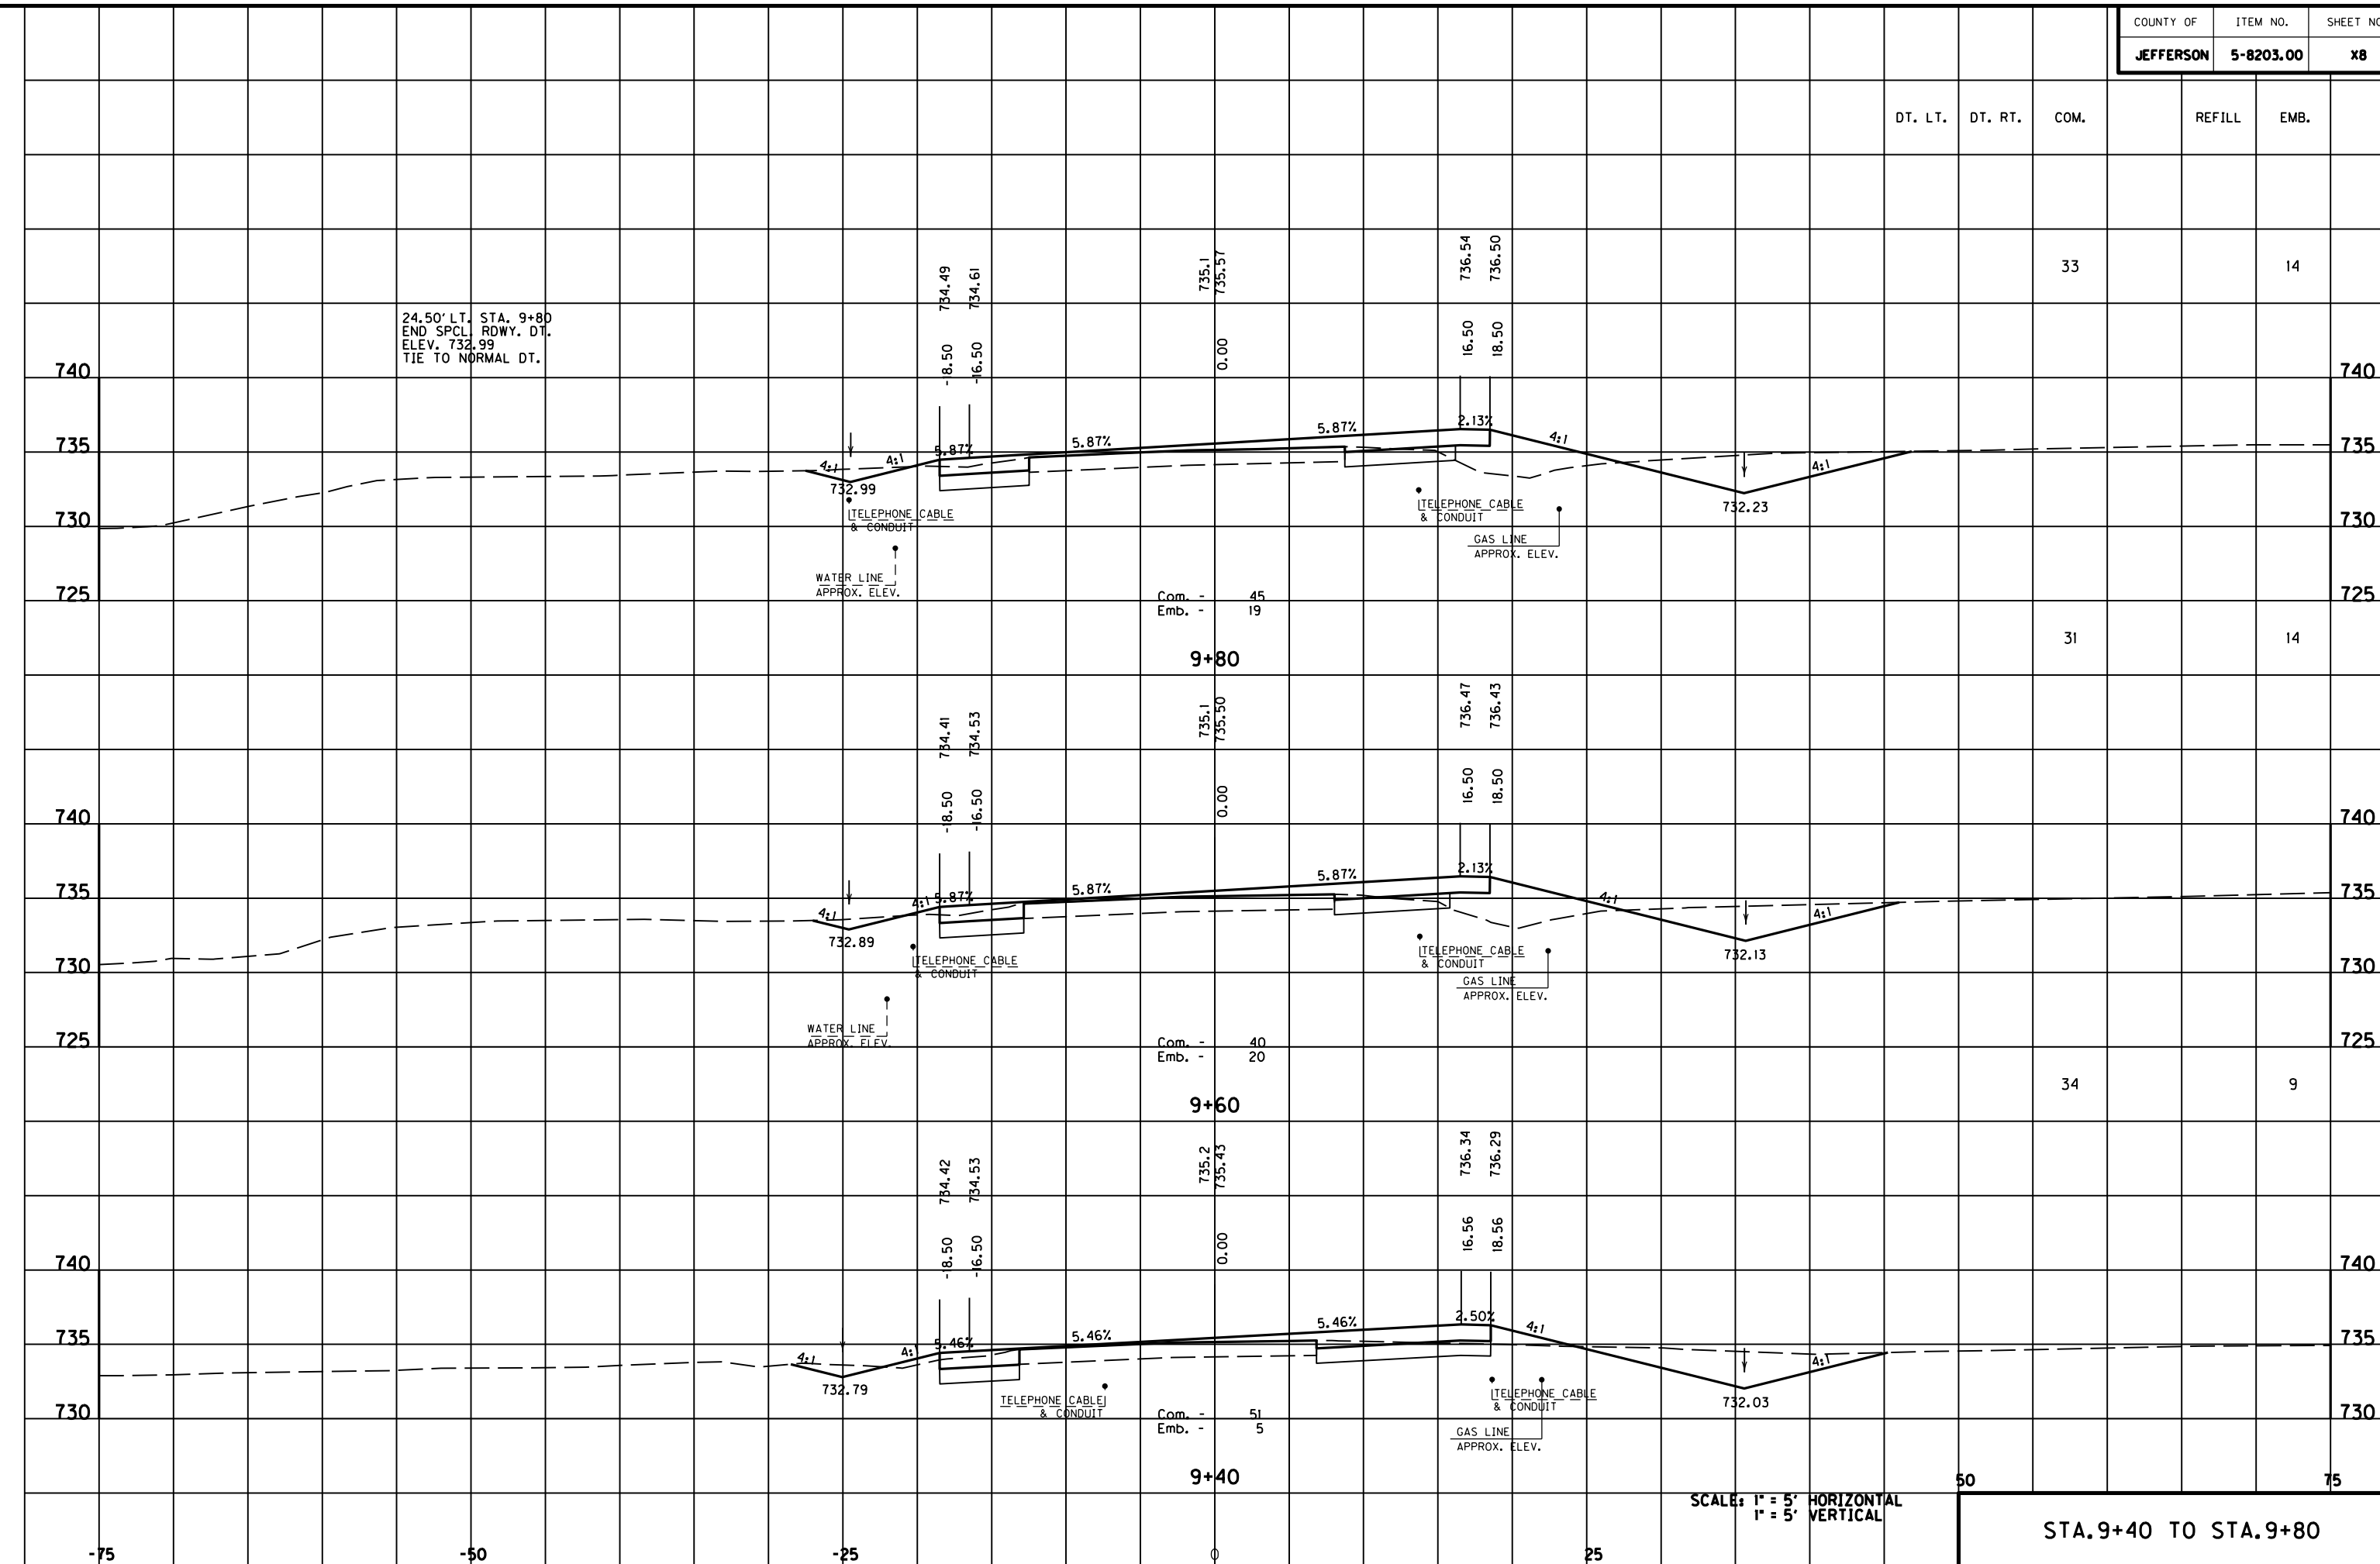 COUNTY OF ITEM NO. SHEET NO
JEFFERSON 5-8203.00 X8
DT. LT. DT. RT. COM. REFILL EMB.
33 14
734.49 734.61 735.1 735.57 736.54 736.50
24.50' LT. STA. 9+80
END SPCL. RDWY. DT.
ELEV. 732.99
TIE TO NORMAL DT.
-18.50 -16.50 0.00 16.50 18.50
740 740
4:1 4:1 5.87% 5.87% 5.87% 2.13% 4:1 4:1
735 735
732.99 732.23
TELEPHONE CABLE
& CONDUIT
TELEPHONE CABLE
& CONDUIT
730 730
GAS LINE
APPROX. ELEV.
WATER LINE
APPROX. ELEV.
725 725
Com. - 45
Emb. - 19
31 14
9+80
734.41 734.53 735.1 735.50 736.47 736.43
-18.50 -16.50 0.00 16.50 18.50
740 740
4:1 4:1 5.87% 5.87% 5.87% 2.13% 4:1 4:1
735 735
732.89 732.13
TELEPHONE CABLE
& CONDUIT
TELEPHONE CABLE
& CONDUIT
730 730
GAS LINE
APPROX. ELEV.
WATER LINE
APPROX. ELEV.
725 725
Com. - 40
Emb. - 20
34 9
9+60
734.42 734.53 735.2 735.43 736.34 736.29
-18.50 -16.50 0.00 16.56 18.56
740 740
4:1 4:1 5.46% 5.46% 5.46% 2.50% 4:1 4:1
735 735
732.79 732.03
TELEPHONE CABLE
& CONDUIT
TELEPHONE CABLE
& CONDUIT
730 730
Com. - 51
Emb. - 5
GAS LINE
APPROX. ELEV.
9+40
50 75
SCALE: 1" = 5' HORIZONTAL
1" = 5' VERTICAL
STA.9+40 TO STA.9+80
-75 -50 -25 0 25